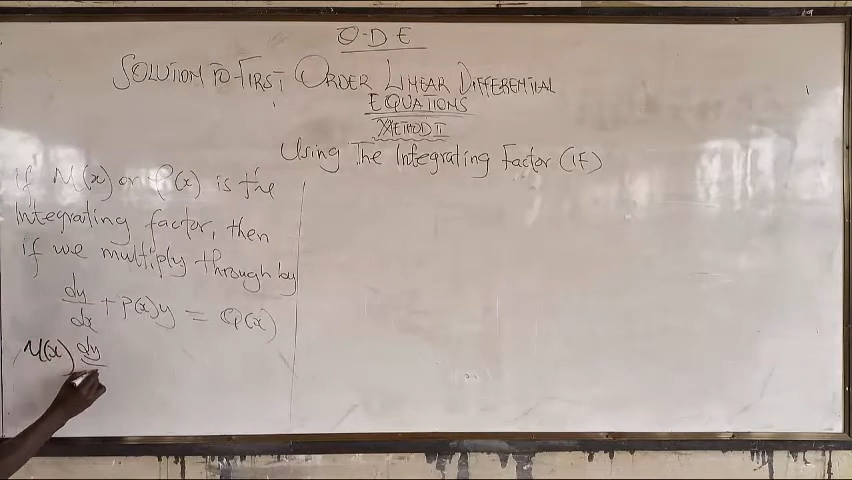 O.D.E
SOLUTION TO FIRST ORDER LINEAR DIFFERENTIAL
EQUATIONS
METHOD II
Using The Integrating Factor (IF)
if M(x) or φ(x) is the
Integrating factor, then
if we multiply through by
dy/dx + P(x)y = Q(x)
M(x) dy